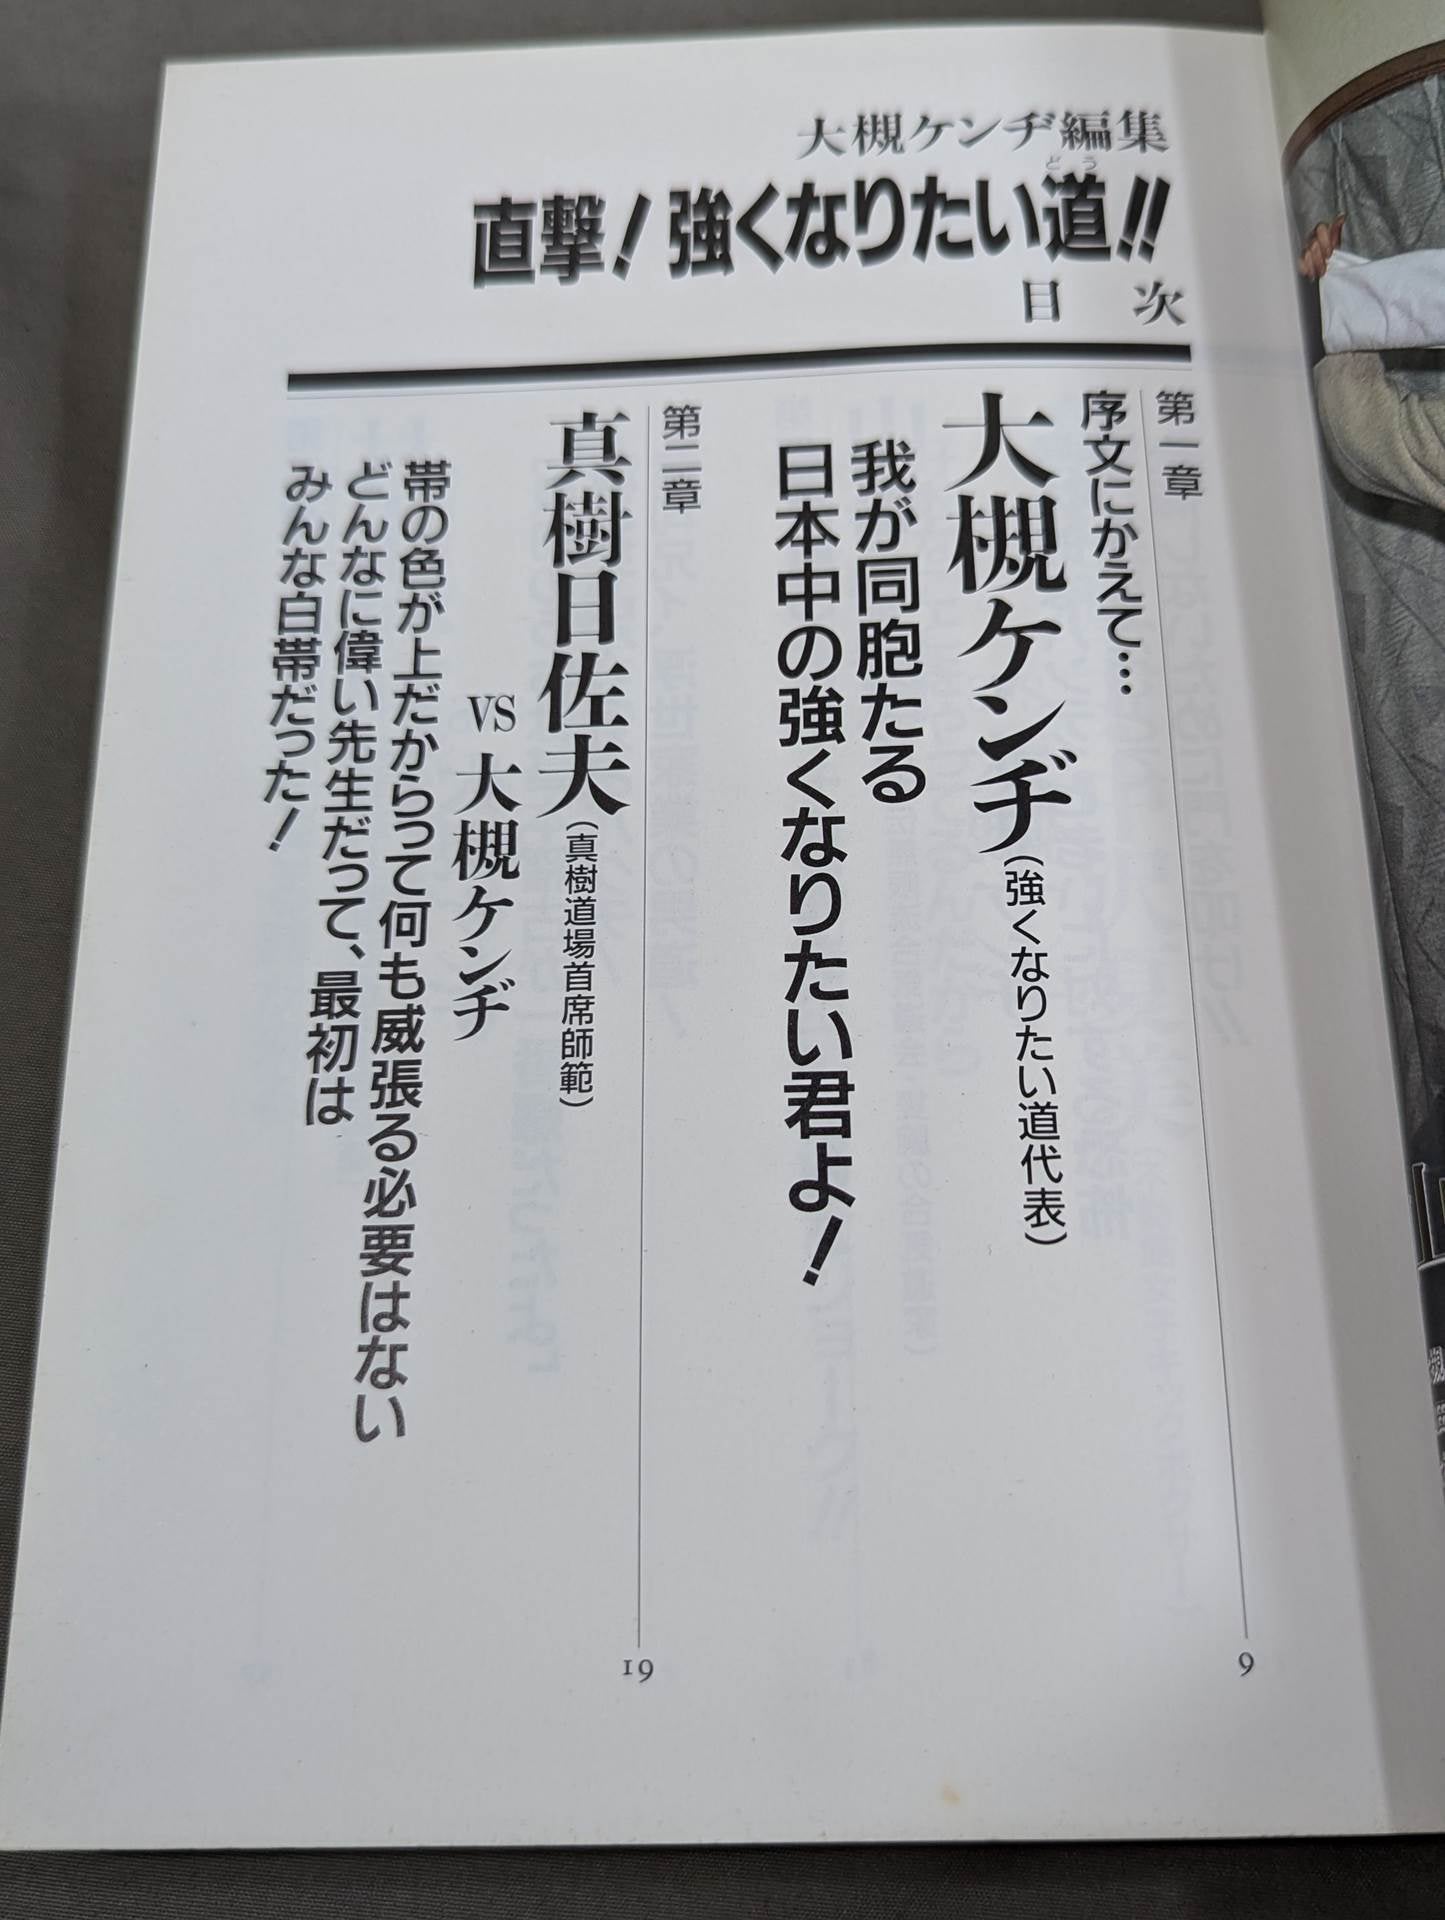 大槻ケンヂ編集
どう
直撃！強くなりたい道!!
目 次
第一章
序文にかえて…
大槻ケンヂ（強くなりたい道代表）
我が同胞たる
日本中の強くなりたい君よ！
9
第二章
真樹日佐夫（真樹道場首席師範）
VS 大槻ケンヂ
帯の色が上だからって何も威張る必要はない
どんなに偉い先生だって、最初は
みんな白帯だった！
19